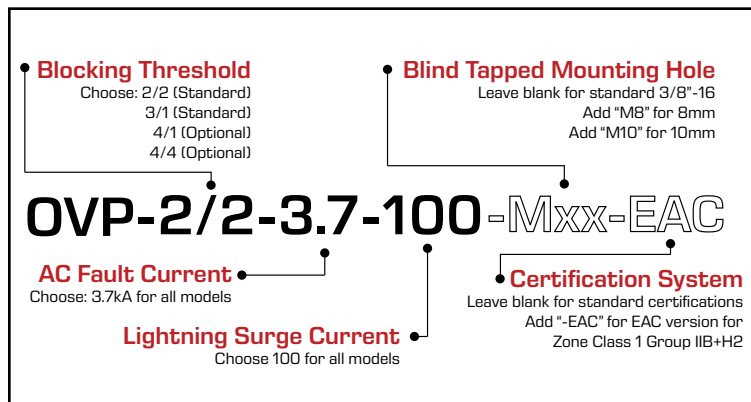 Blocking Threshold
Choose: 2/2 (Standard)
3/1 (Standard)
4/1 (Optional)
4/4 (Optional)
Blind Tapped Mounting Hole
Leave blank for standard 3/8"-16
Add “M8” for 8mm
Add “M10” for 10mm
OVP-2/2-3.7-100-Mxx-EAC
AC Fault Current
Choose: 3.7kA for all models
Lightning Surge Current
Choose 100 for all models
Certification System
Leave blank for standard certifications
Add “-EAC” for EAC version for
Zone Class 1 Group IIB+H2